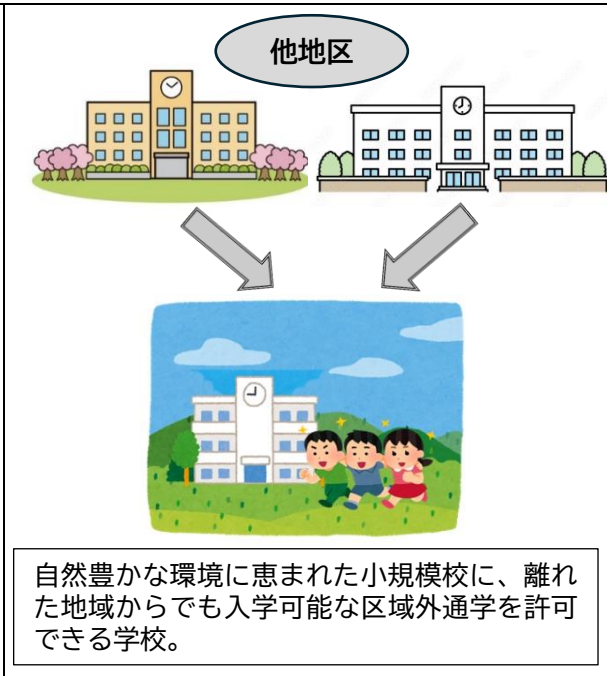 他地区
自然豊かな環境に恵まれた小規模校に、離れ
た地域からでも入学可能な区域外通学を許可
できる学校。